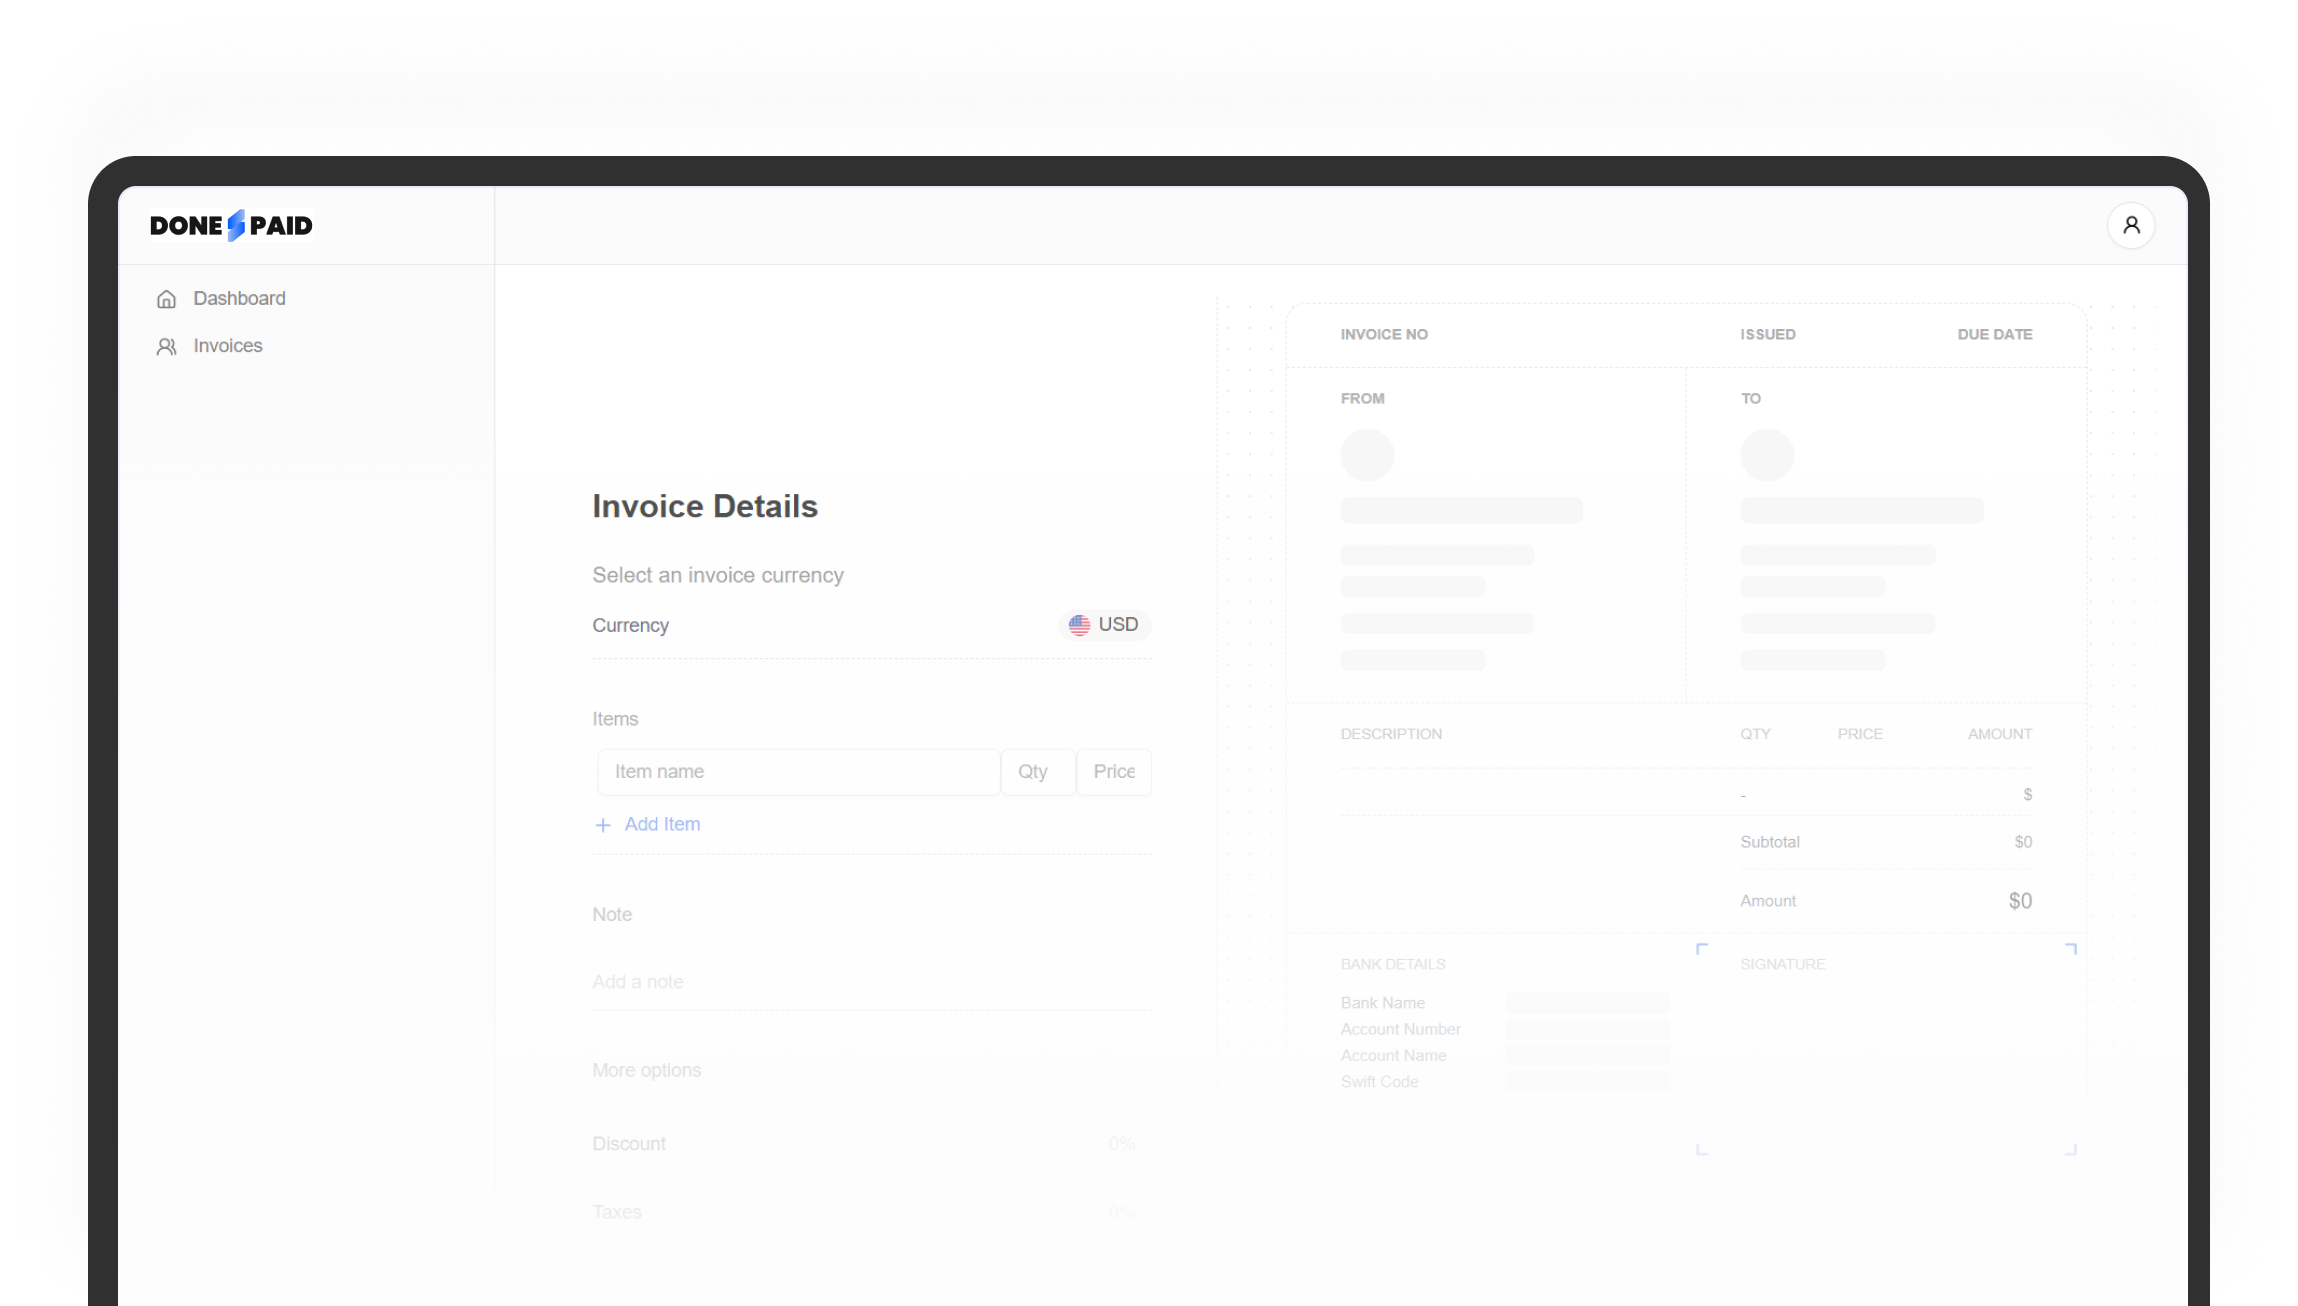 DONE PAID
Dashboard
Invoices
Invoice Details
Select an invoice currency
Currency
USD
Items
Item name
Qty
Price
Add Item
Note
Add a note
More options
Discount
0%
Taxes
0%
INVOICE NO
ISSUED
DUE DATE
FROM
TO
DESCRIPTION
QTY
PRICE
AMOUNT
-
$
Subtotal
$0
Amount
$0
BANK DETAILS
Bank Name
Account Number
Account Name
Swift Code
SIGNATURE